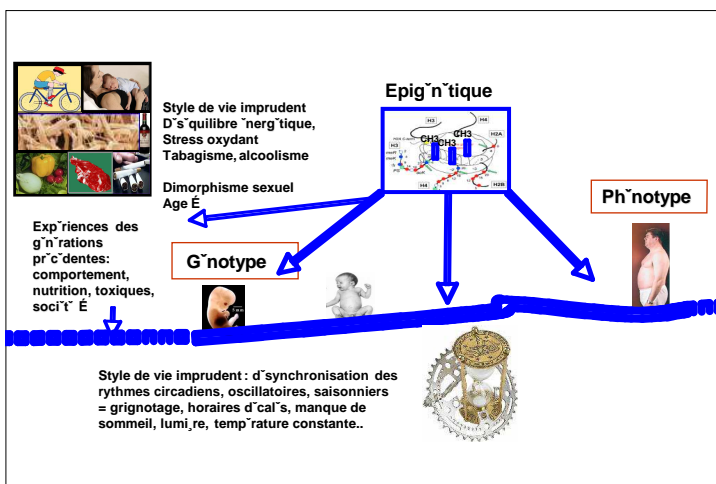 Epigˇnˇtique
H3
H4
H2A
CH3
CH3
CH3
H3
H4
H2B
Style de vie imprudent
Dˇsˇquilibre ˇnergˇtique,
Stress oxydant
Tabagisme, alcoolisme
Dimorphisme sexuel
Age É
Phˇnotype
Expˇriences des
gˇnˇrations
prˇcˇdentes:
comportement,
nutrition, toxiques,
sociˇtˇ É
Gˇnotype
5 mm
Style de vie imprudent : dˇsynchronisation des
rythmes circadiens, oscillatoires, saisonniers
= grignotage, horaires dˇcalˇs, manque de
sommeil, lumi¸re, tempˇrature constante..